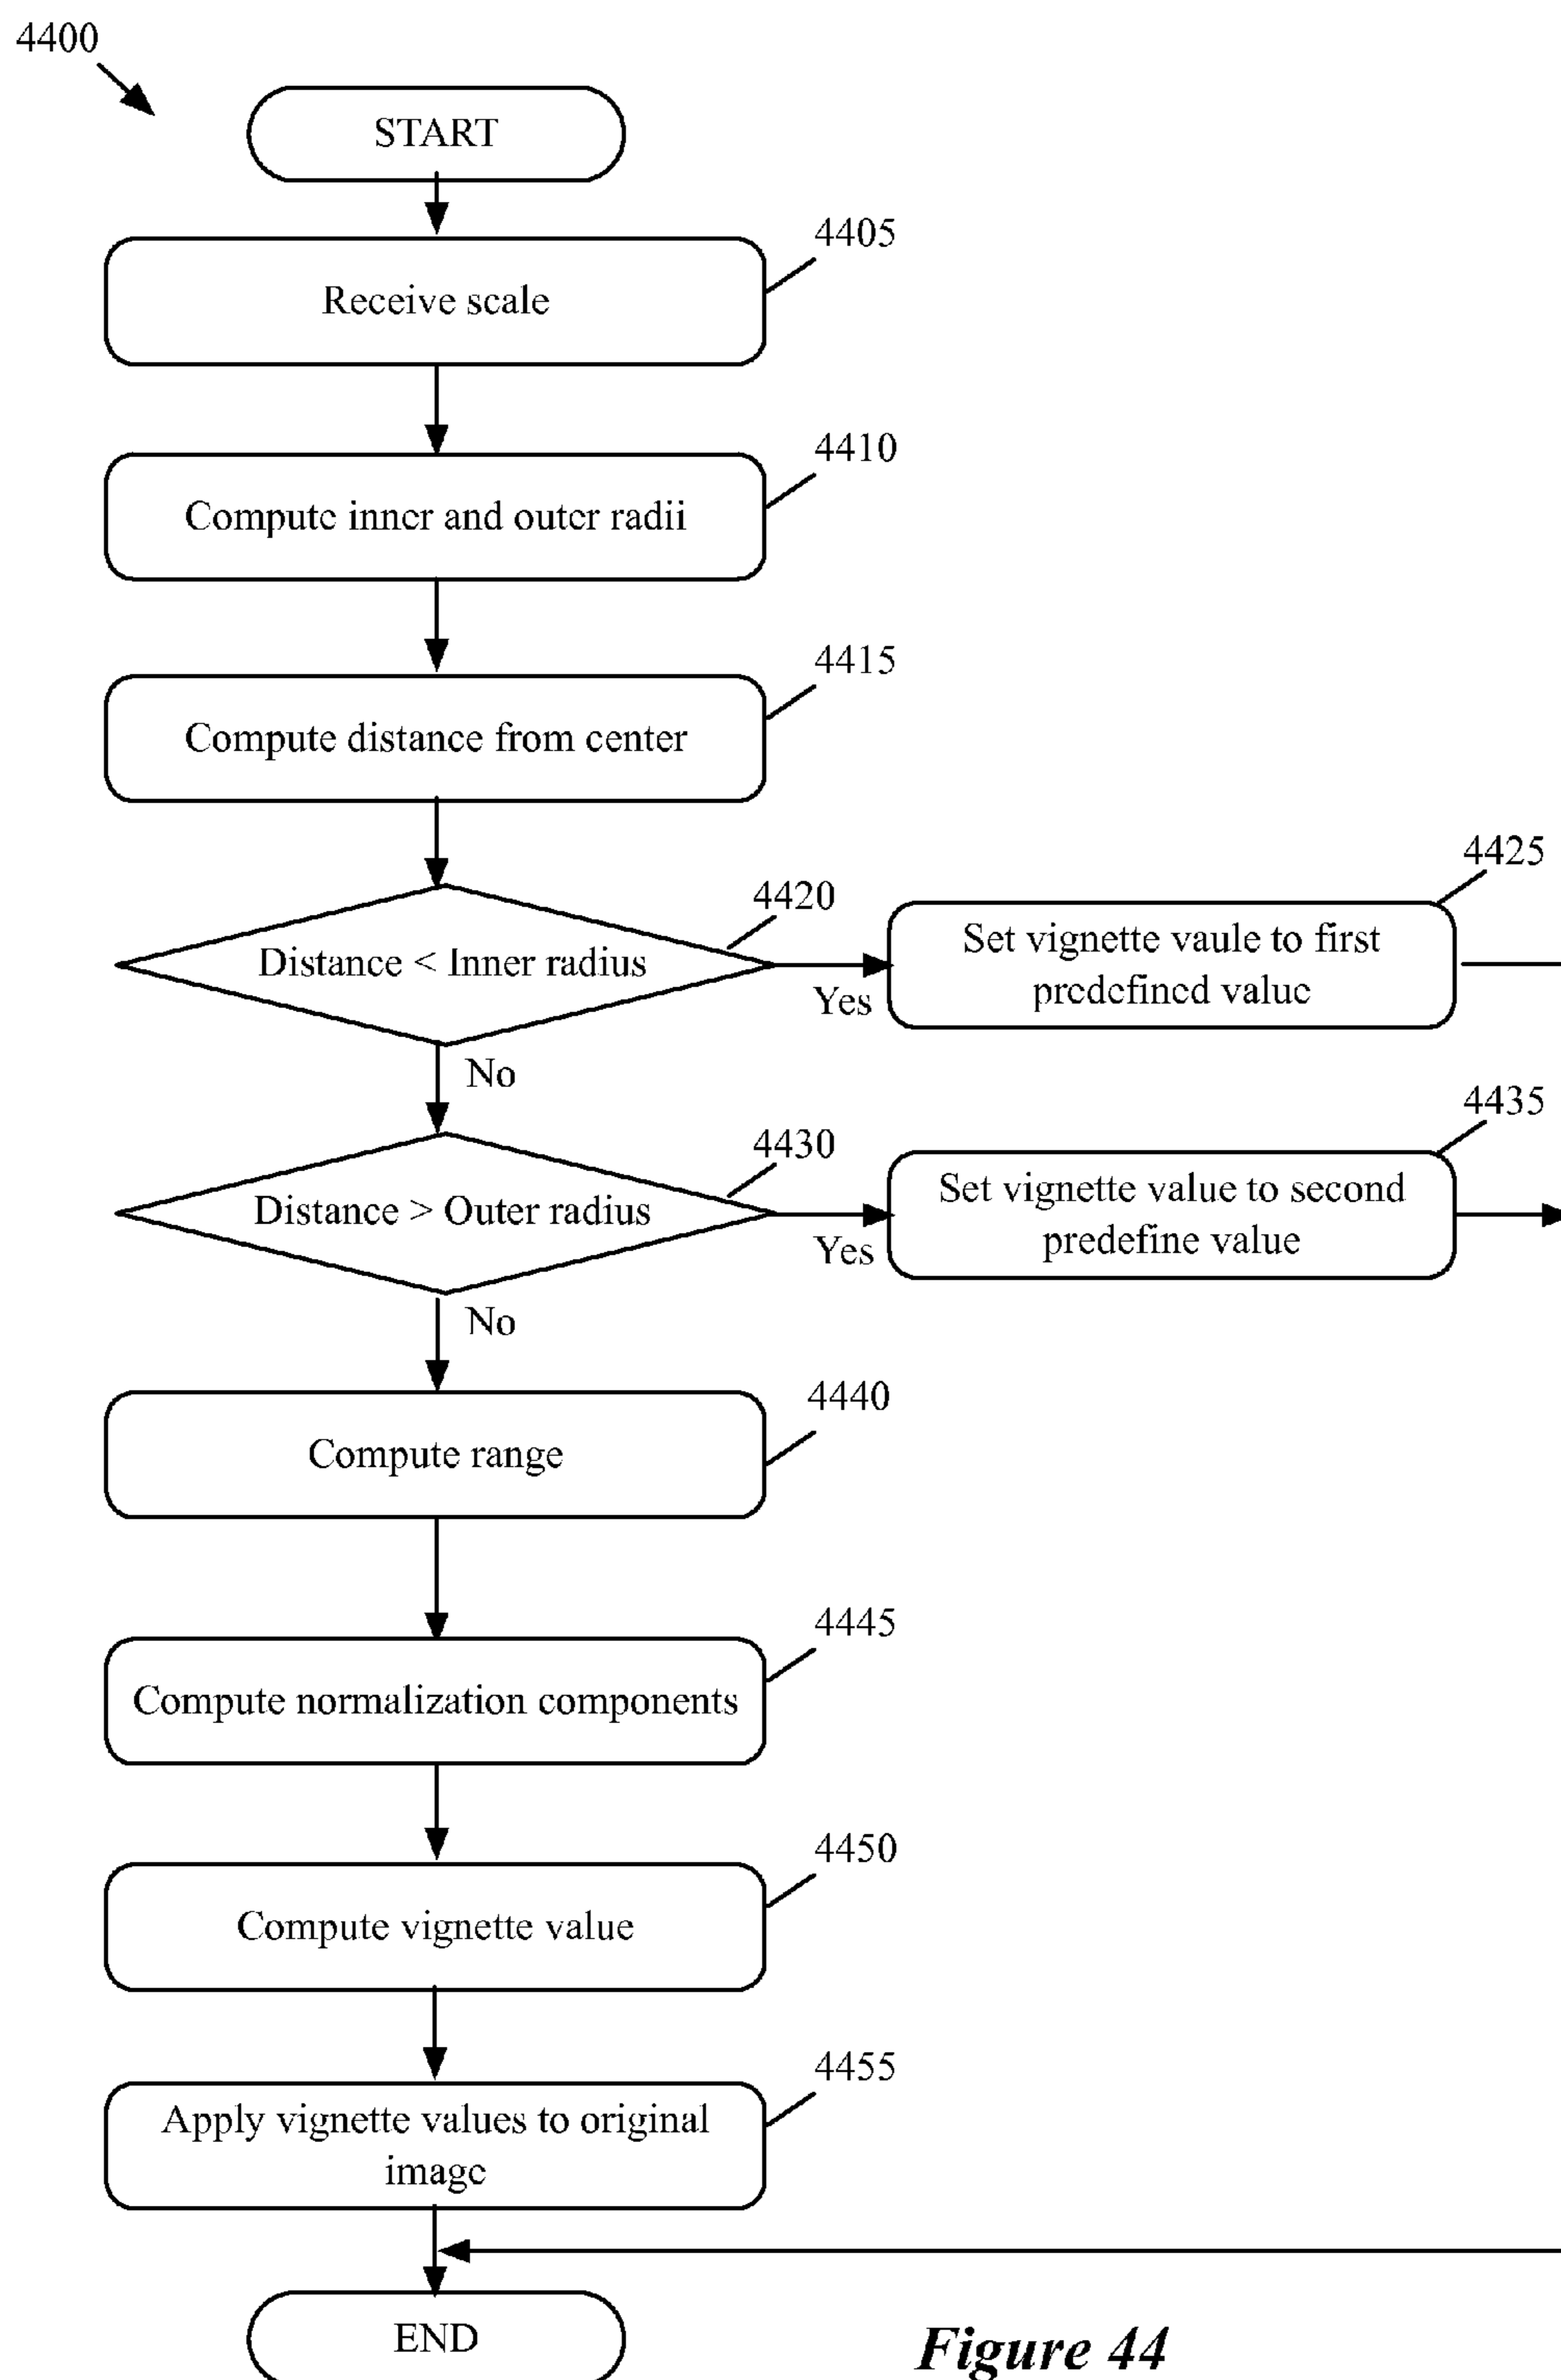 4400
START
4405
Receive scale
4410
Compute inner and outer radii
4415
Compute distance from center
4420
Distance < Inner radius
Yes
4425
Set vignette vaule to first
predefined value
No
4430
Distance > Outer radius
Yes
4435
Set vignette value to second
predefine value
No
4440
Compute range
4445
Compute normalization components
4450
Compute vignette value
4455
Apply vignette values to original
image
END
Figure 44